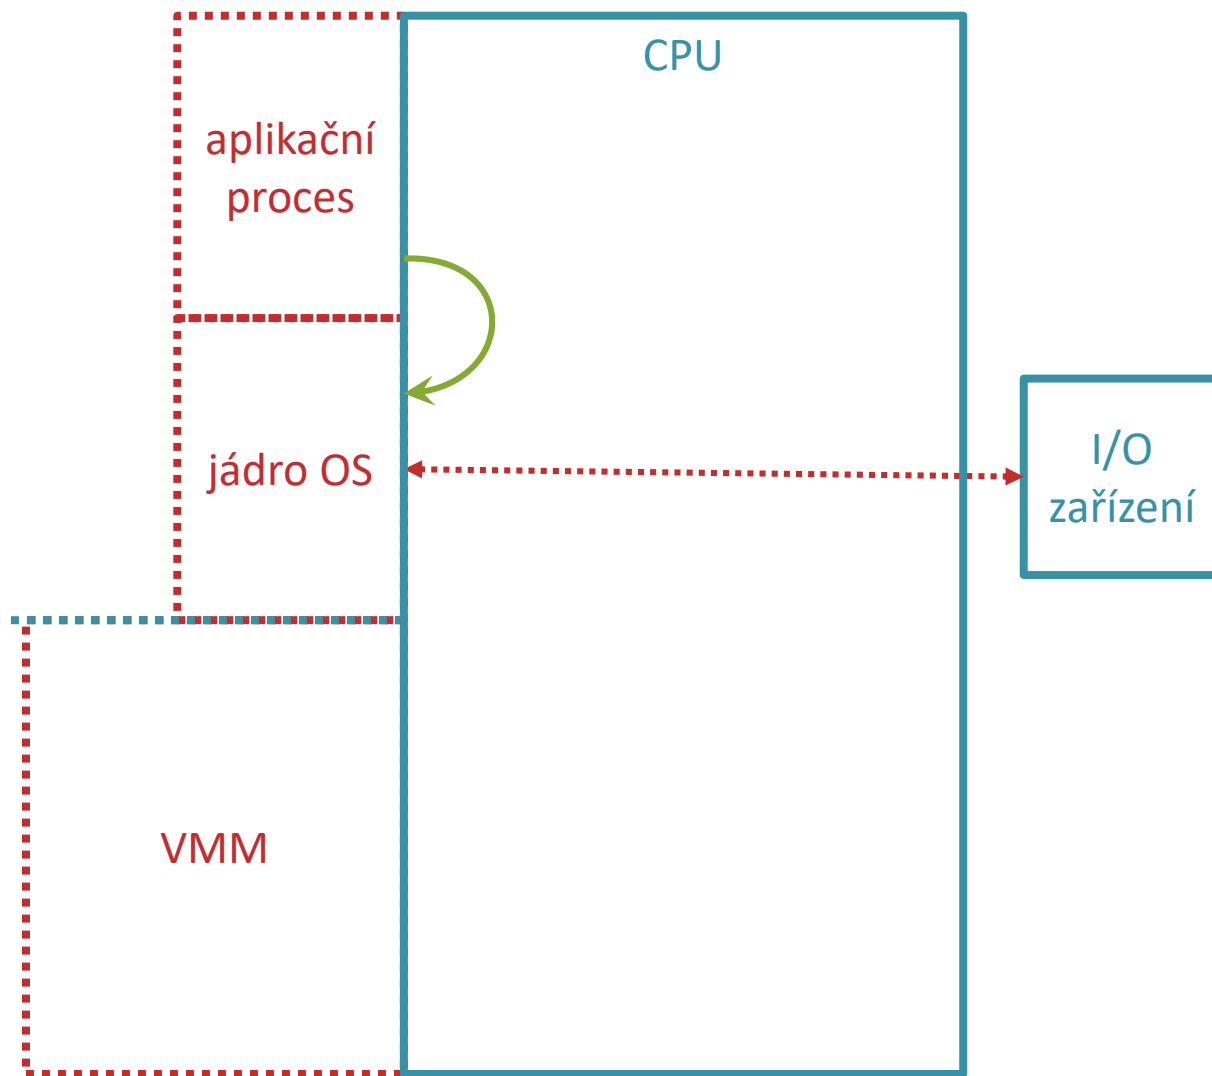 CPU
aplikační
proces
jádro OS
I/O
zařízení
VMM